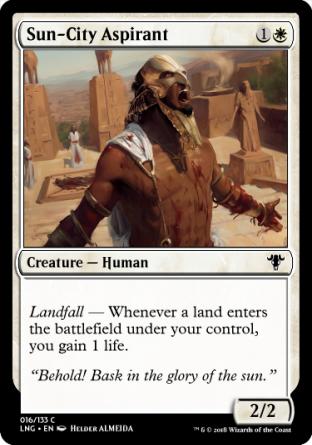 Sun-City Aspirant 1
Creature — Human
Landfall — Whenever a land enters
the battlefield under your control,
you gain 1 life.
“Behold! Bask in the glory of the sun.”
2/2
016/133 C
LNG • EN Helder ALMEIDA
™ & © 2018 Wizards of the Coast